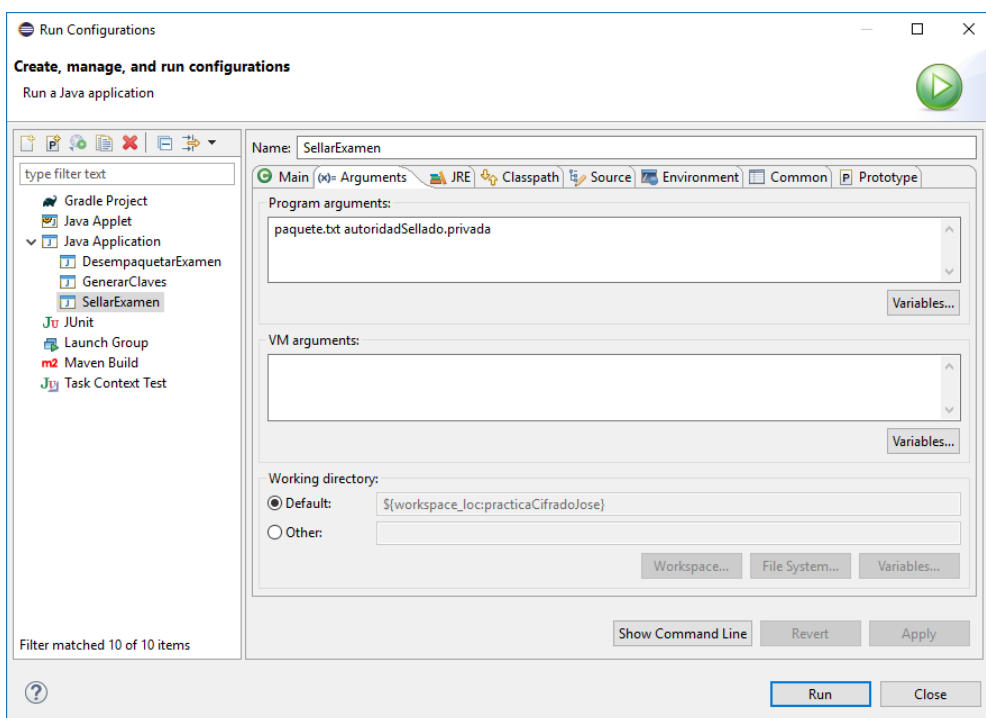 Run Configurations
Create, manage, and run configurations
Run a Java application
type filter text
Gradle Project
Java Applet
Java Application
DesempaquetarExamen
GenerarClaves
SellarExamen
JUnit
Launch Group
m2 Maven Build
Task Context Test
Filter matched 10 of 10 items
Name: SellarExamen
Main (x)= Arguments JRE Classpath Source Environment Common P Prototype
Program arguments:
paquete.txt autoridadSellado.privada
Variables...
VM arguments:
Variables...
Working directory:
Default: ${workspace_loc:practicaCifradoJose}
Other:
Workspace... File System... Variables...
Show Command Line Revert Apply
? Run Close